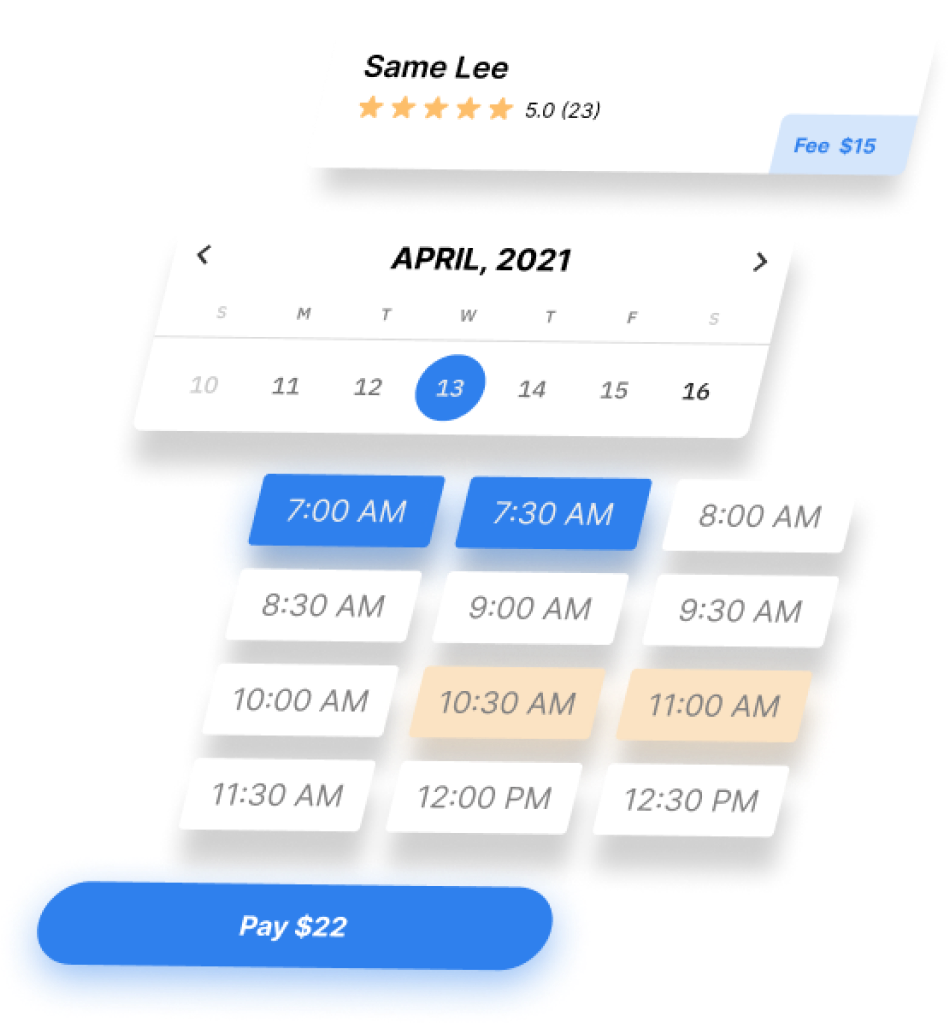 Same Lee
5.0 (23)
Fee $15
APRIL, 2021
S M T W T F S
10 11 12 13 14 15 16
7:00 AM 7:30 AM 8:00 AM
8:30 AM 9:00 AM 9:30 AM
10:00 AM 10:30 AM 11:00 AM
11:30 AM 12:00 PM 12:30 PM
Pay $22